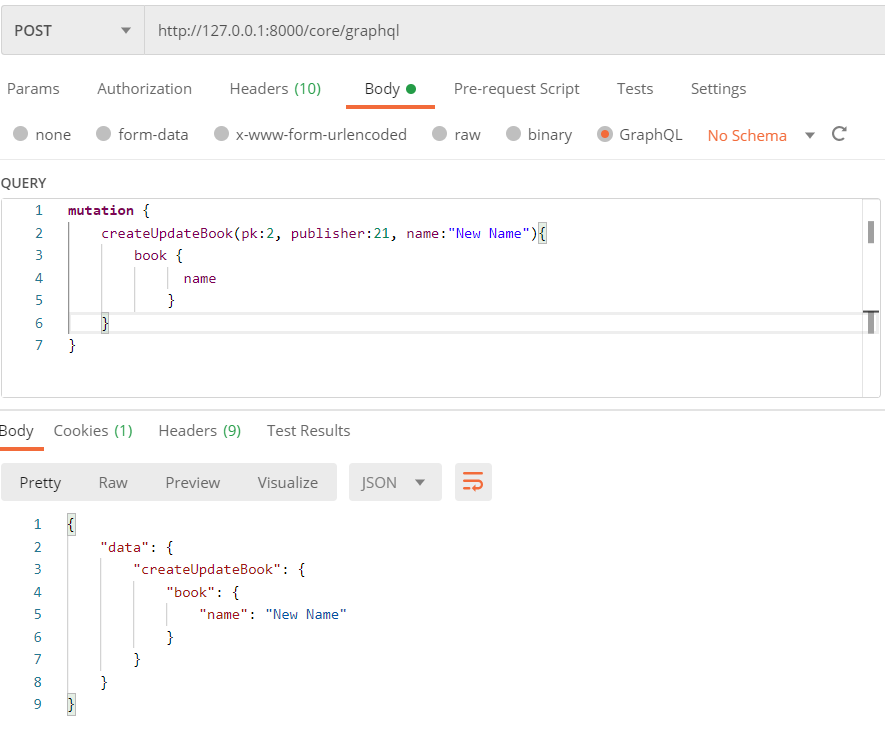 POST http://127.0.0.1:8000/core/graphql
Params Authorization Headers (10) Body Pre-request Script Tests Settings
none form-data x-www-form-urlencoded raw binary GraphQL No Schema
QUERY
1 mutation {
2 createUpdateBook(pk:2, publisher:21, name:"New Name"){
3 book {
4 name
5 }
6 }
7 }
Body Cookies (1) Headers (9) Test Results
Pretty Raw Preview Visualize JSON
1 {
2 "data": {
3 "createUpdateBook": {
4 "book": {
5 "name": "New Name"
6 }
7 }
8 }
9 }